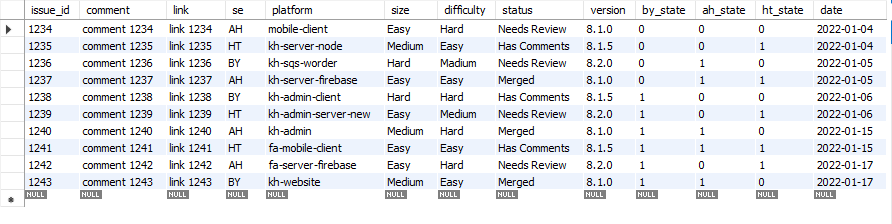 issue_id comment link se platform size difficulty status version by_state ah_state ht_state date
1234 comment 1234 link 1234 AH mobile-client Easy Hard Needs Review 8.1.0 0 0 0 2022-01-04
1235 comment 1235 link 1235 HT kh-server-node Medium Easy Has Comments 8.1.5 0 0 1 2022-01-04
1236 comment 1236 link 1236 BY kh-sqs-worder Hard Madium Needs Review 8.2.0 0 1 0 2022-01-05
1237 comment 1237 link 1237 AH kh-server-firebase Easy Easy Merged 8.1.0 0 1 1 2022-01-05
1238 comment 1238 link 1238 BY kh-admin-client Hard Hard Has Comments 8.1.5 1 0 0 2022-01-06
1239 comment 1239 link 1239 HT kh-admin-server-new Easy Medium Needs Review 8.2.0 1 0 1 2022-01-06
1240 comment 1240 link 1240 AH kh-admin Medium Hard Merged 8.1.0 1 1 0 2022-01-15
1241 comment 1241 link 1241 HT fa-mobile-client Easy Easy Has Comments 8.1.5 1 1 1 2022-01-15
1242 comment 1242 link 1242 AH fa-server-firebase Easy Hard Needs Review 8.2.0 1 0 1 2022-01-17
1243 comment 1243 link 1243 BY kh-website Medium Easy Merged 8.1.0 1 1 0 2022-01-17
NULL NULL NULL NULL NULL NULL NULL NULL NULL NULL NULL NULL NULL